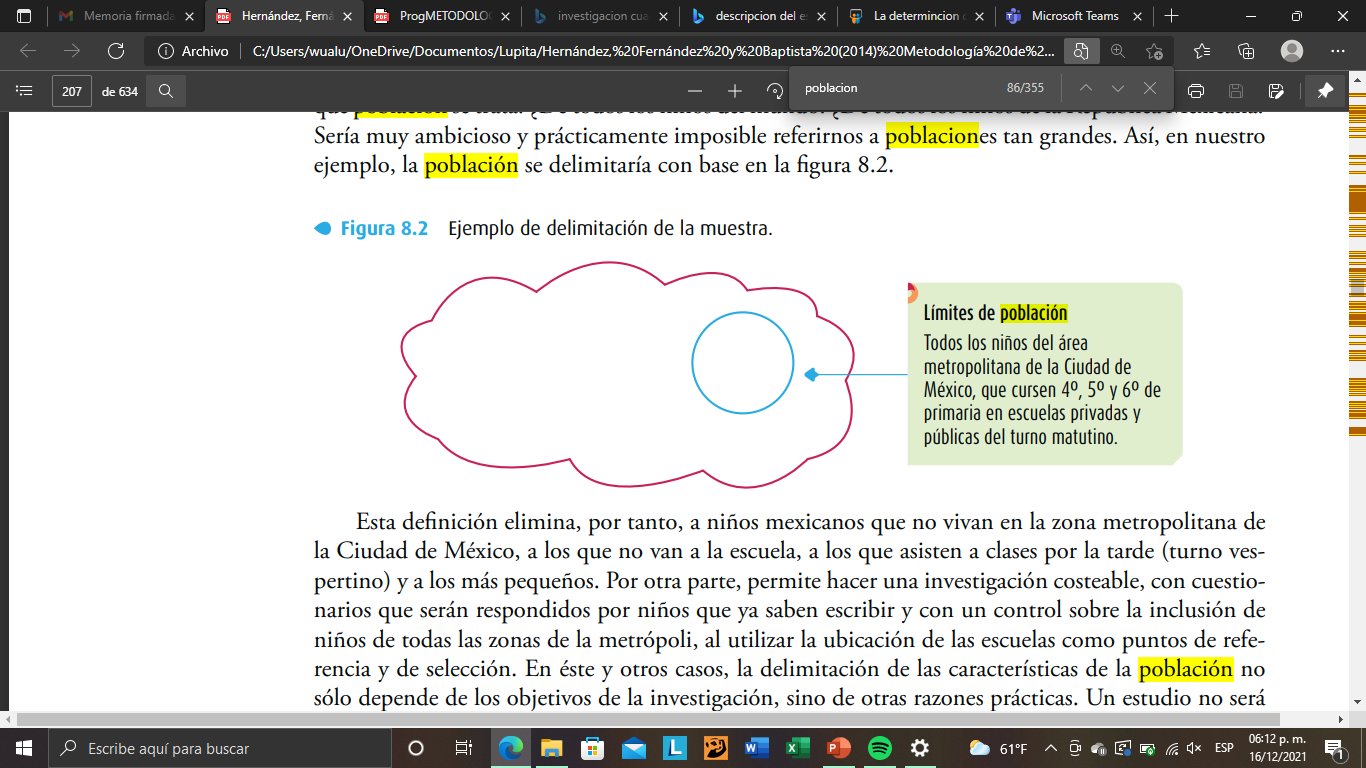 Memoria firmada
Hernández, Ferná
ProgMETODOLO
investigacion cua
descripcion del e
La determincion
Microsoft Teams
Archivo
C:/Users/wualu/OneDrive/Documentos/Lupita/Hernández,%20Fernández%20y%20Baptista%20(2014)%20Metodología%20de%2...
207 de 634
poblacion 86/355
Sería muy ambicioso y prácticamente imposible referirnos a poblaciones tan grandes. Así, en nuestro
ejemplo, la población se delimitaría con base en la figura 8.2.
Figura 8.2 Ejemplo de delimitación de la muestra.
Límites de población
Todos los niños del área
metropolitana de la Ciudad de
México, que cursen 4º, 5º y 6º de
primaria en escuelas privadas y
públicas del turno matutino.
Esta definición elimina, por tanto, a niños mexicanos que no vivan en la zona metropolitana de
la Ciudad de México, a los que no van a la escuela, a los que asisten a clases por la tarde (turno ves-
pertino) y a los más pequeños. Por otra parte, permite hacer una investigación costeable, con cuestio-
narios que serán respondidos por niños que ya saben escribir y con un control sobre la inclusión de
niños de todas las zonas de la metrópoli, al utilizar la ubicación de las escuelas como puntos de refe-
rencia y de selección. En éste y otros casos, la delimitación de las características de la población no
sólo depende de los objetivos de la investigación, sino de otras razones prácticas. Un estudio no será
Escribe aquí para buscar
61°F
ESP
06:12 p. m.
16/12/2021
1